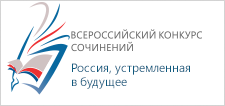 ВСЕРОССИЙСКИЙ КОНКУРС
СОЧИНЕНИЙ
Россия, устремленная
в будущее